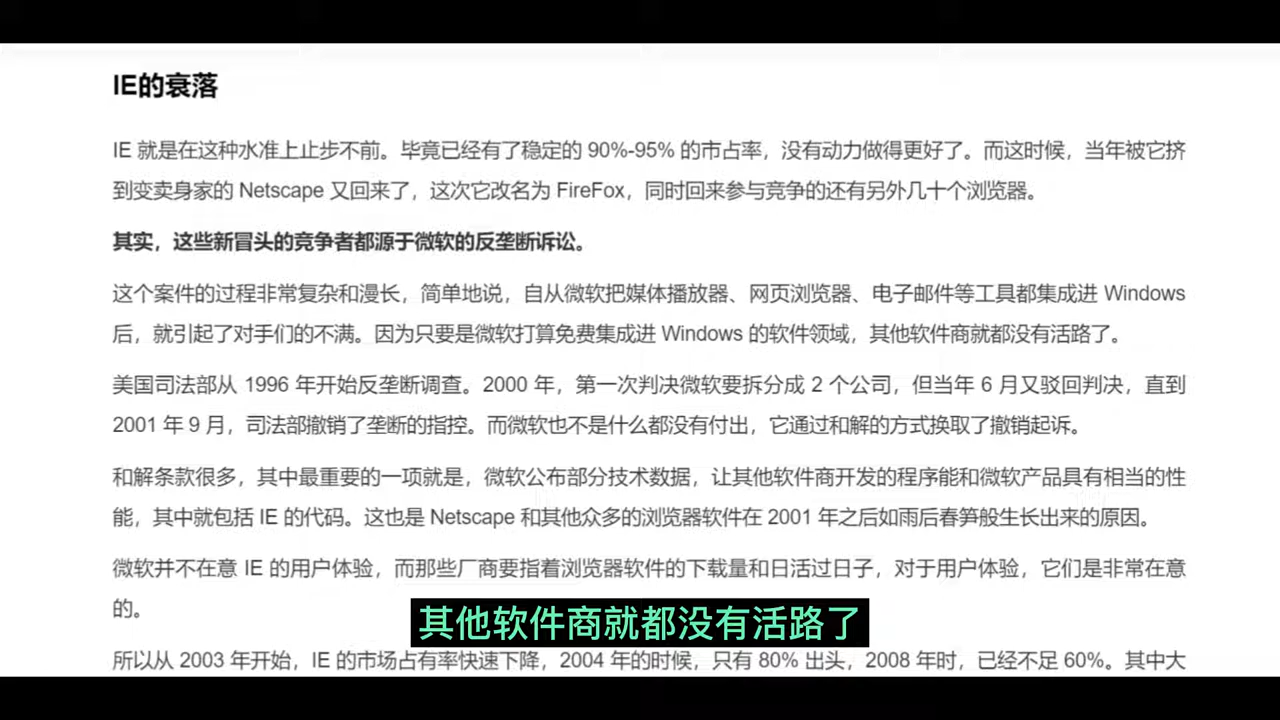 IE的衰落
IE 就是在这种水准上止步不前。毕竟已经有了稳定的 90%-95% 的市占率，没有动力做得更好了。而这时候，当年被它挤
到变卖身家的 Netscape 又回来了，这次它改名为 FireFox，同时回来参与竞争的还有另外几十个浏览器。
其实，这些新冒头的竞争者都源于微软的反垄断诉讼。
这个案件的过程非常复杂和漫长，简单地说，自从微软把媒体播放器、网页浏览器、电子邮件等工具都集成进 Windows
后，就引起了对手们的不满。因为只要是微软打算免费集成进 Windows 的软件领域，其他软件商就都没有活路了。
美国司法部从 1996 年开始反垄断调查。2000 年，第一次判决微软要拆分成 2 个公司，但当年 6 月又驳回判决，直到
2001 年 9 月，司法部撤销了垄断的指控。而微软也不是什么都没有付出，它通过和解的方式换取了撤销起诉。
和解条款很多，其中最重要的一项就是，微软公布部分技术数据，让其他软件商开发的程序能和微软产品具有相当的性
能，其中就包括 IE 的代码。这也是 Netscape 和其他众多的浏览器软件在 2001 年之后如雨后春笋般生长出来的原因。
微软并不在意 IE 的用户体验，而那些厂商要指着浏览器软件的下载量和日活过日子，对于用户体验，它们是非常在意
的。
其他软件商就都没有活路了
所以从 2003 年开始，IE 的市场占有率快速下降，2004 年的时候，只有 80% 出头，2008 年时，已经不足 60%。其中大